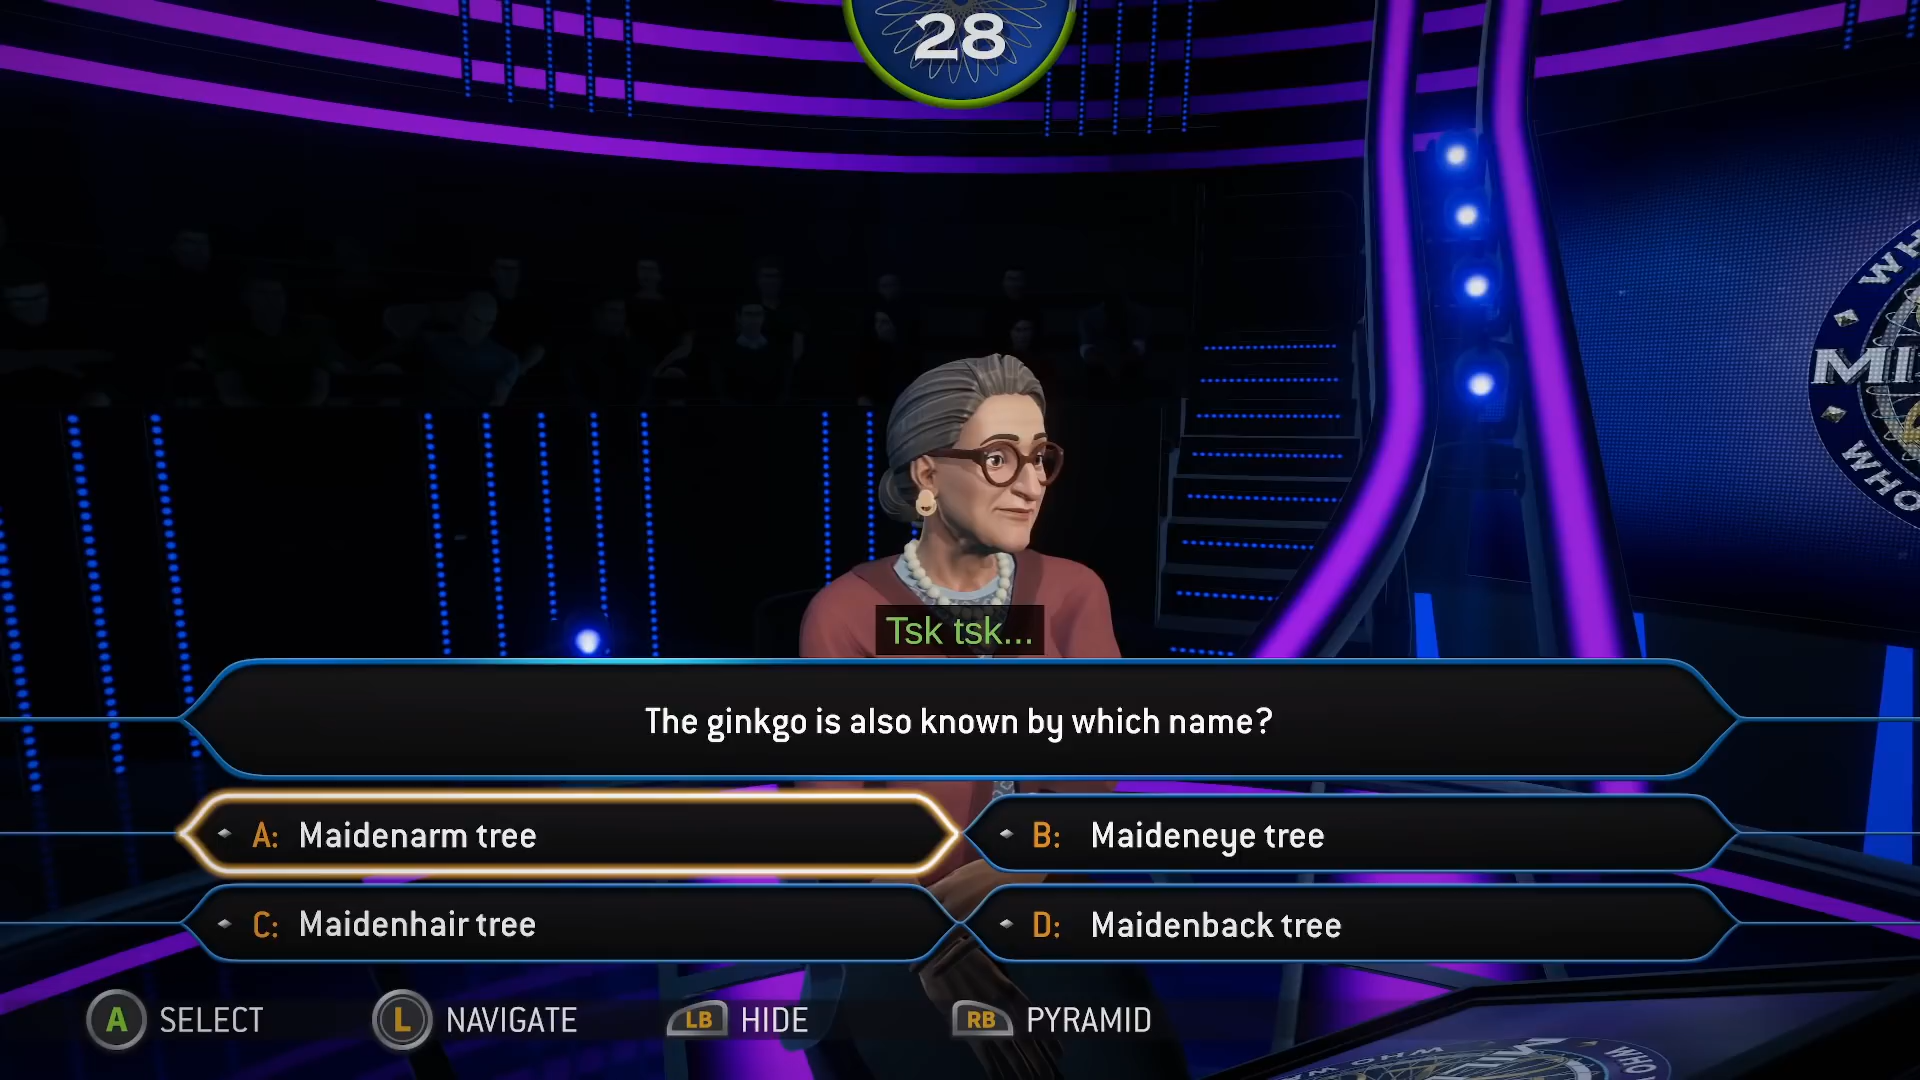 28
Tsk tsk...
The ginkgo is also known by which name?
A: Maidenarm tree
B: Maideneye tree
C: Maidenhair tree
D: Maidenback tree
A SELECT
L NAVIGATE
LB HIDE
RB PYRAMID
WHO